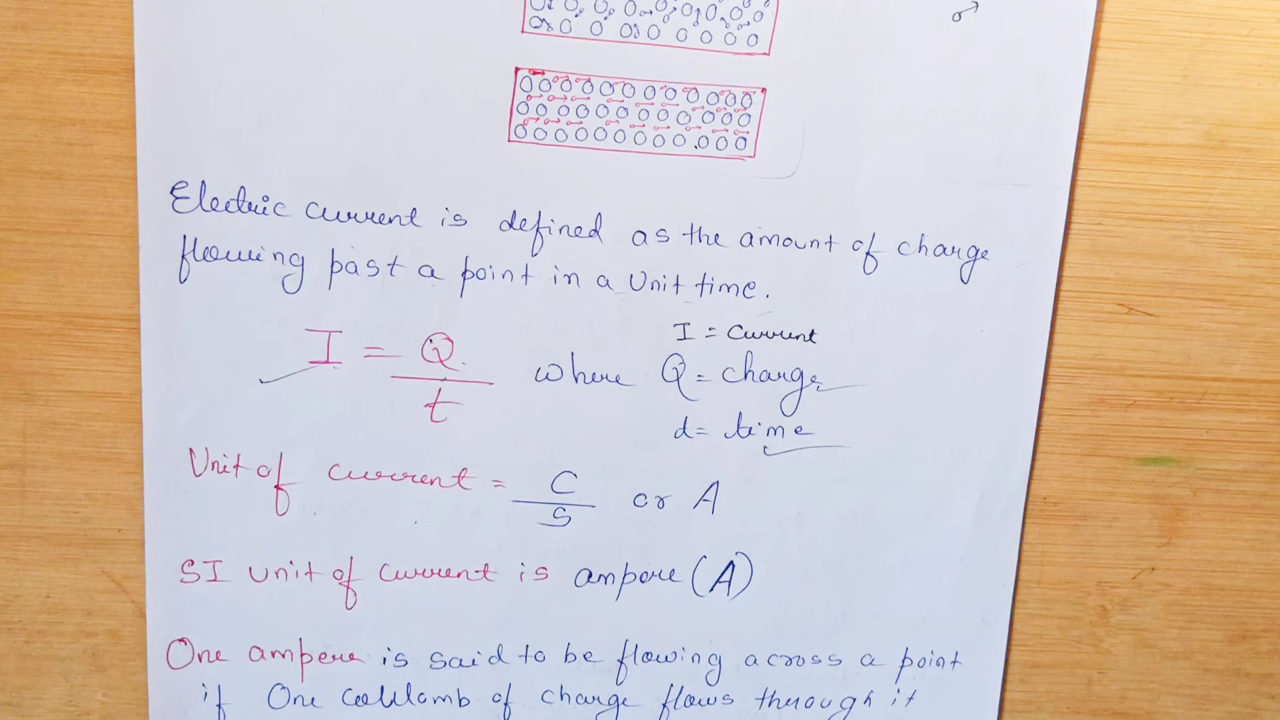 Electric current is defined as the amount of charge
flowing past a point in a Unit time.
I = Q/t where
I = Current
Q = charge
d = time
Unit of current = C/S or A
SI unit of current is ampere (A)
One ampere is said to be flowing across a point
if One coulomb of charge flows through it